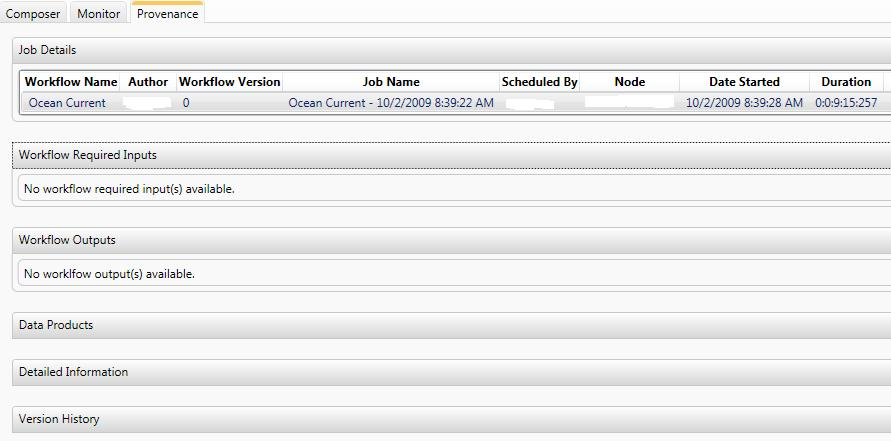 Composer Monitor Provenance
Job Details
Workflow Name Author Workflow Version Job Name Scheduled By Node Date Started Duration
Ocean Current 0 Ocean Current - 10/2/2009 8:39:22 AM 10/2/2009 8:39:28 AM 0:0:9:15:257
Workflow Required Inputs
No workflow required input(s) available.
Workflow Outputs
No worklfow output(s) available.
Data Products
Detailed Information
Version History